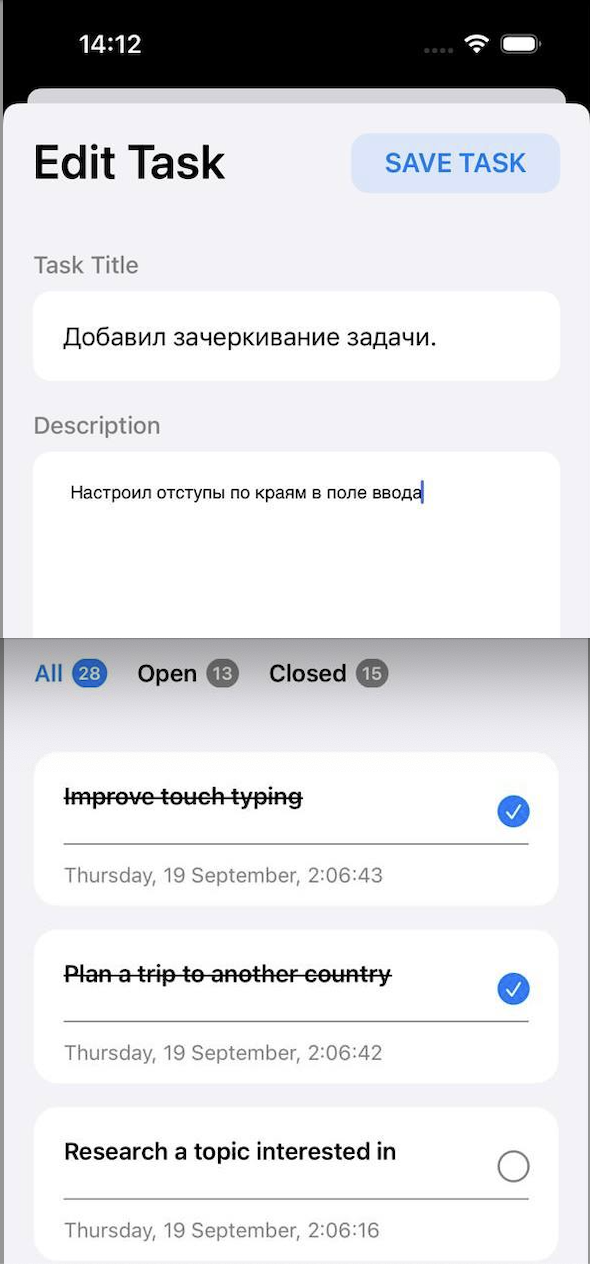 14:12
Edit Task
SAVE TASK
Task Title
Добавил зачеркивание задачи.
Description
Настроил отступы по краям в поле ввода
All 28 Open 13 Closed 15
Improve touch typing
Thursday, 19 September, 2:06:43
Plan a trip to another country
Thursday, 19 September, 2:06:42
Research a topic interested in
Thursday, 19 September, 2:06:16